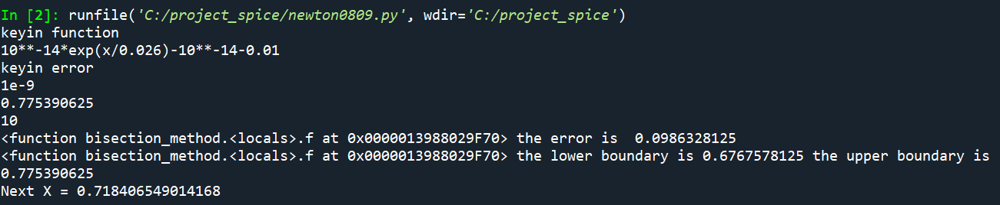 In [2]: runfile('C:/project_spice/newton0809.py', wdir='C:/project_spice')
keyin function
10**-14*exp(x/0.026)-10**-14-0.01
keyin error
1e-9
0.775390625
10
<function bisection_method.<locals>.f at 0x0000013988029F70> the error is  0.0986328125
<function bisection_method.<locals>.f at 0x0000013988029F70> the lower boundary is 0.6767578125 the upper boundary is
0.775390625
Next X = 0.718406549014168